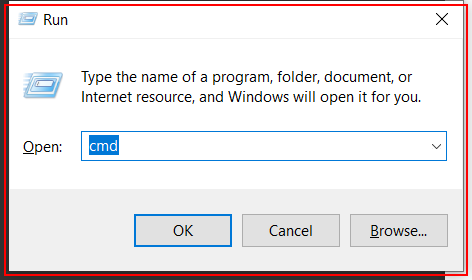 Run
Type the name of a program, folder, document, or
Internet resource, and Windows will open it for you.
Open: cmd
OK Cancel Browse...